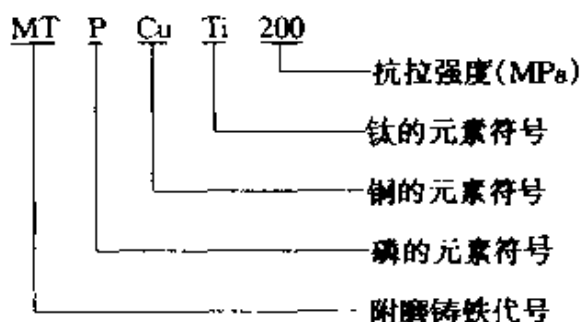 MT P Cu Ti 200
抗拉强度(MPa)
钛的元素符号
铜的元素符号
磷的元素符号
附磨铸铁代号